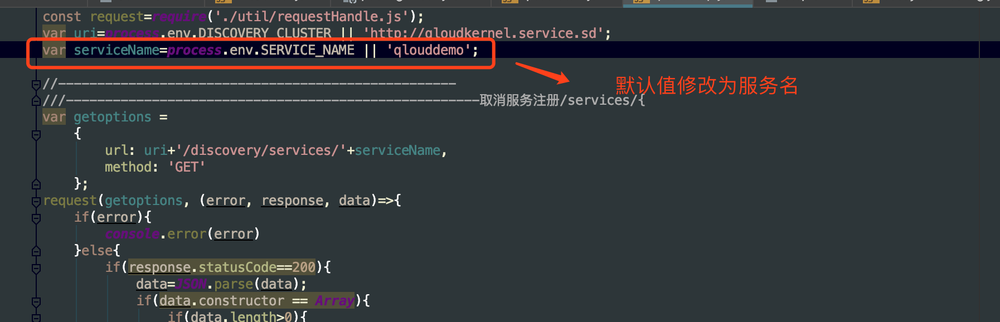 const request=require('./util/requestHandle.js');
var uri=process.env.DISCOVERY_CLUSTER || 'http://qloudkernel.service.sd';
var serviceName=process.env.SERVICE_NAME || 'qlouddemo';
默认值修改为服务名
//---------------------------------------------------
///-----------------------------------------------------取消服务注册/services/{
var getoptions =
{
url: uri+'/discovery/services/'+serviceName,
method: 'GET'
};
request(getoptions, (error, response, data)=>{
if(error){
console.error(error)
}else{
if(response.statusCode==200){
data=JSON.parse(data);
if(data.constructor == Array){
if(data.length>0){